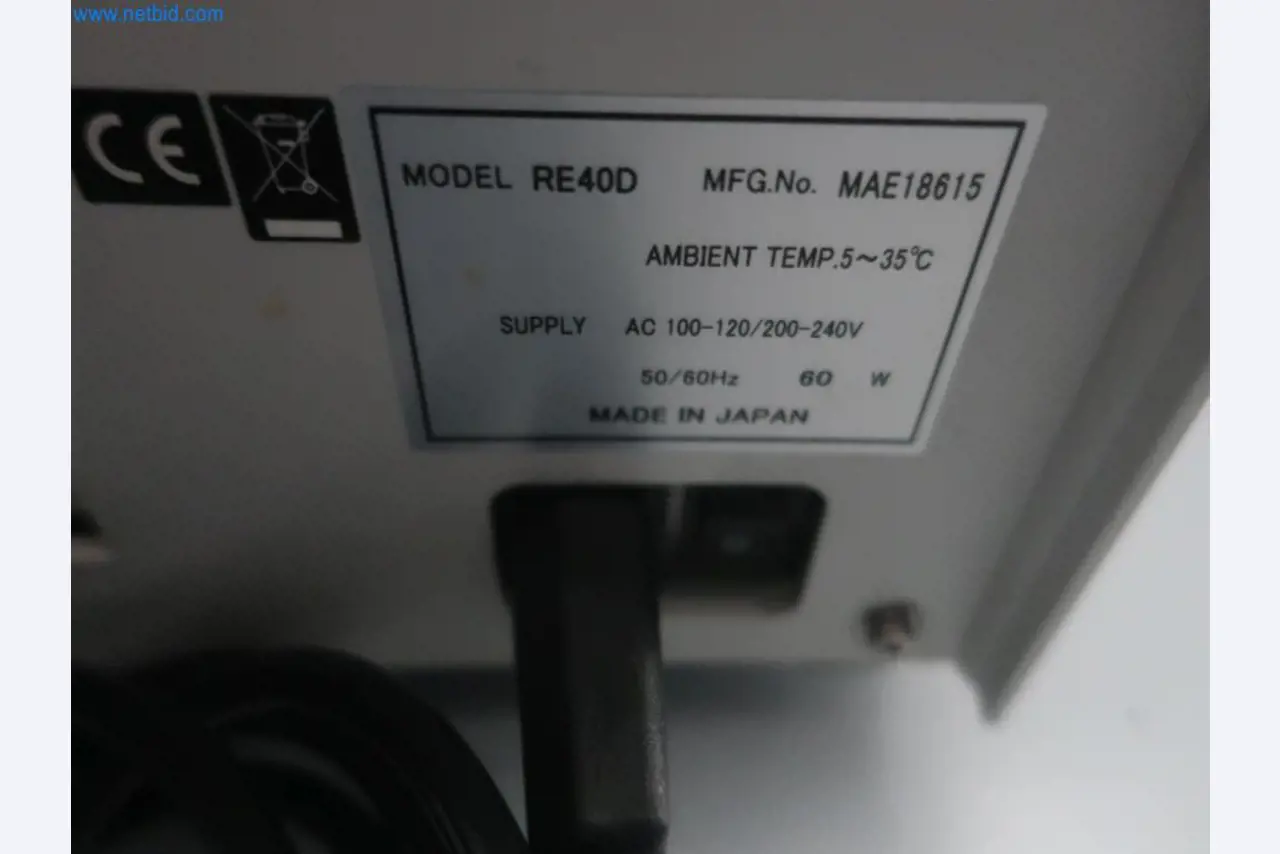 www.netbid.com
CE
MODEL RE40D MFG.No. MAE18615
AMBIENT TEMP.5~35℃
SUPPLY AC 100-120/200-240V
50/60Hz 60 W
MADE IN JAPAN